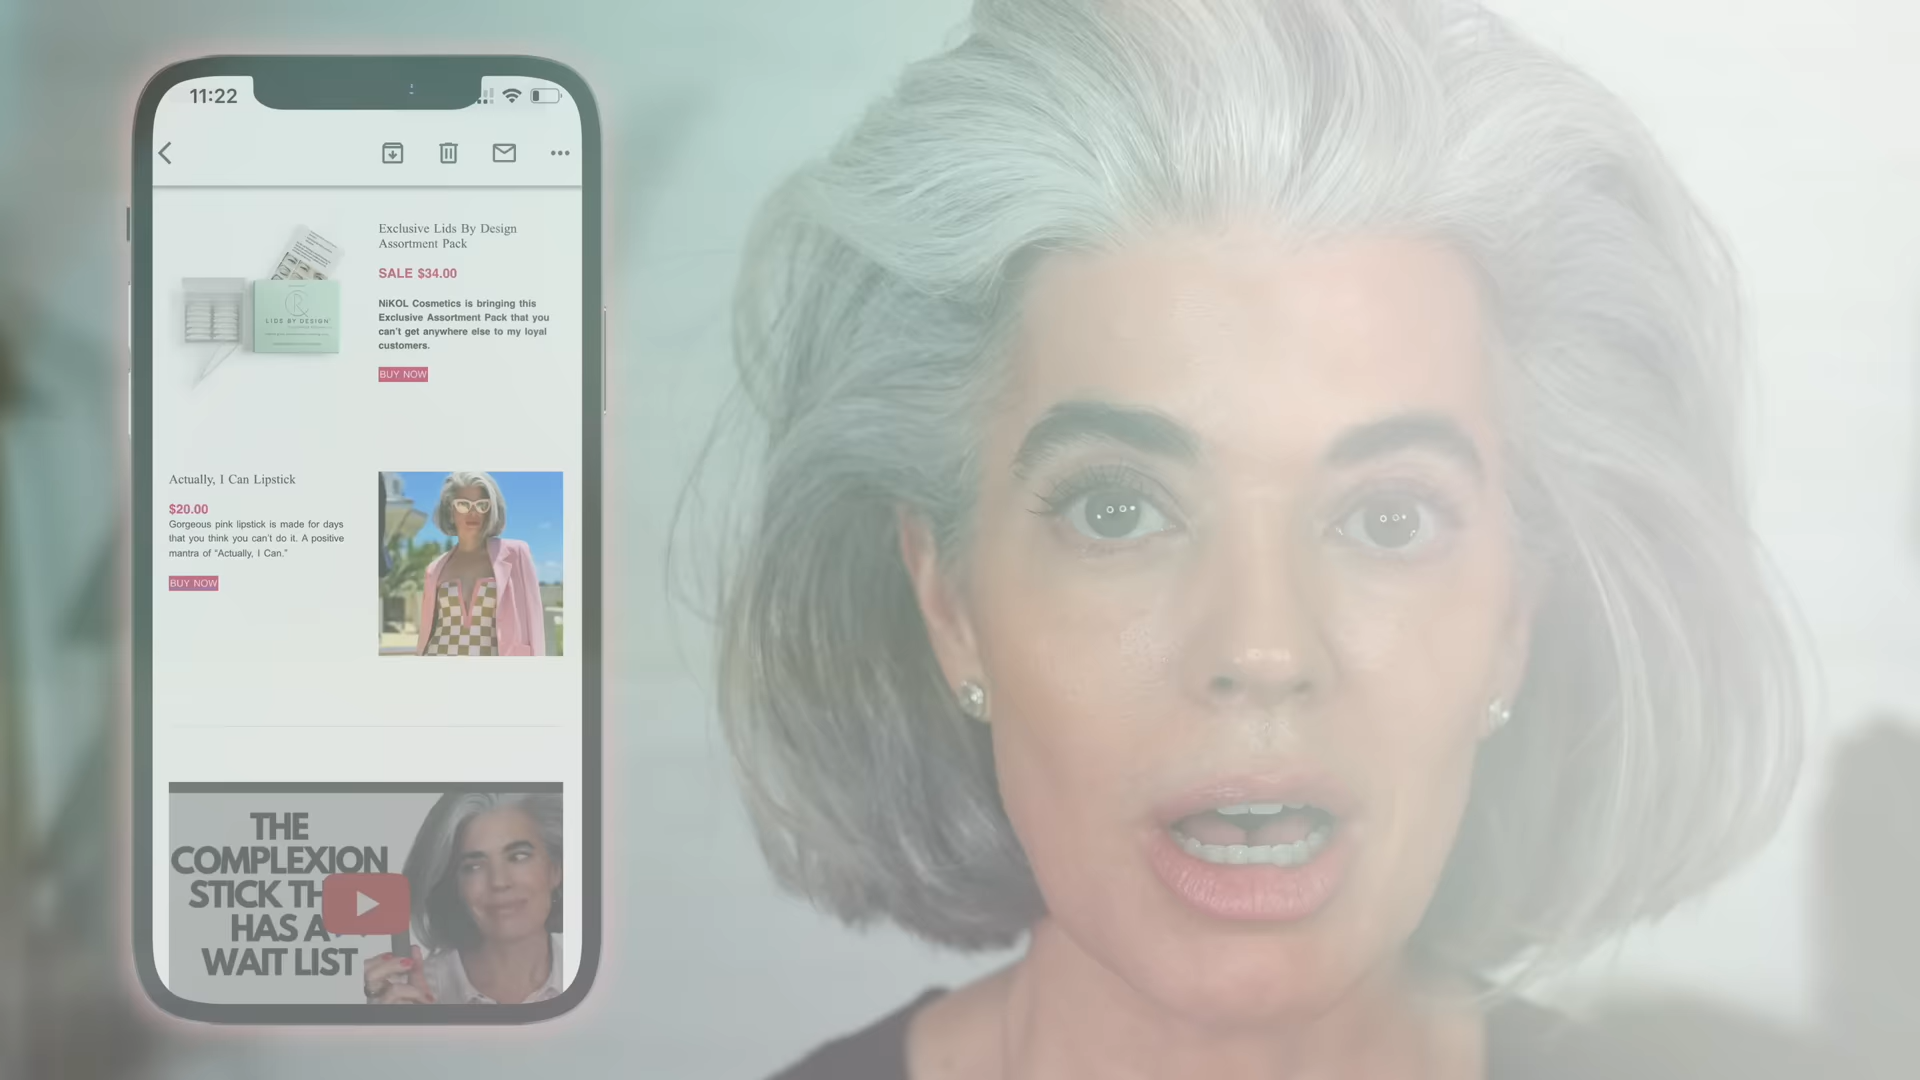 11:22
Exclusive Lids By Design
Assortment Pack
SALE $34.00
NiKOL Cosmetics is bringing this
Exclusive Assortment Pack that you
can't get anywhere else to my loyal
customers.
BUY NOW
LIDS BY DESIGN
Actually, I Can Lipstick
$20.00
Gorgeous pink lipstick is made for days
that you think you can't do it. A positive
mantra of “Actually, I Can.”
BUY NOW
THE
COMPLEXION
STICK TH
HAS A
WAIT LIST